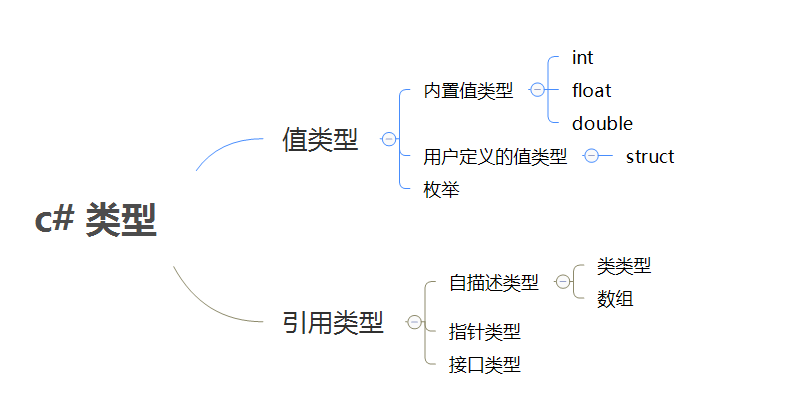 c# 类型
值类型
内置值类型
int
float
double
用户定义的值类型
struct
枚举
引用类型
自描述类型
类类型
数组
指针类型
接口类型